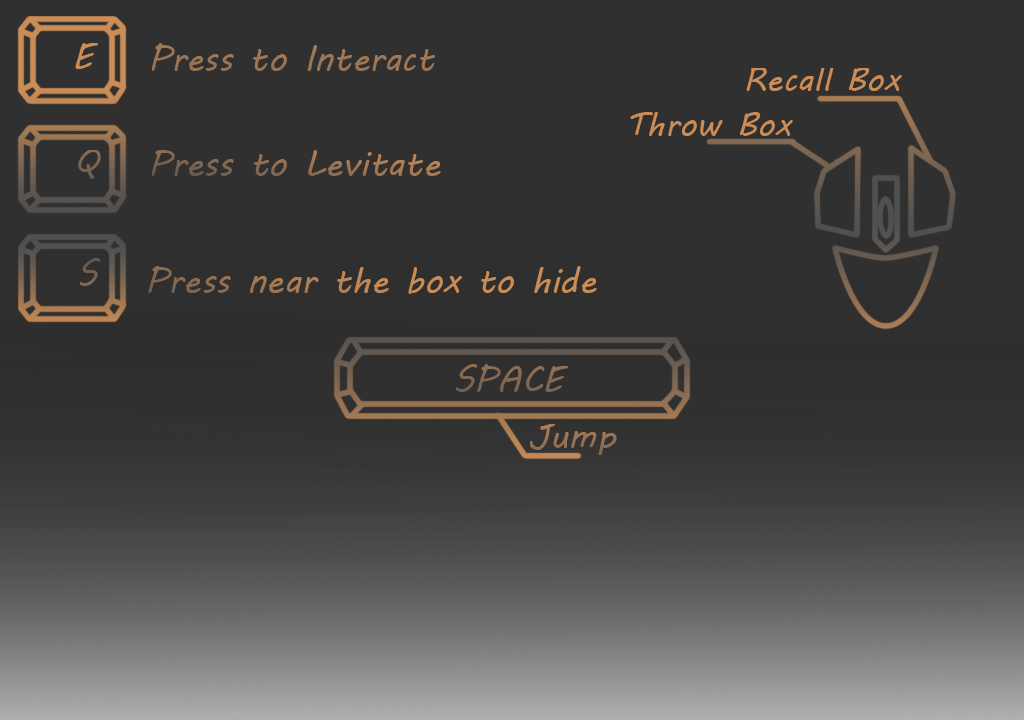 E Press to Interact
Recall Box
Throw Box
Q Press to Levitate
S Press near the box to hide
SPACE
Jump